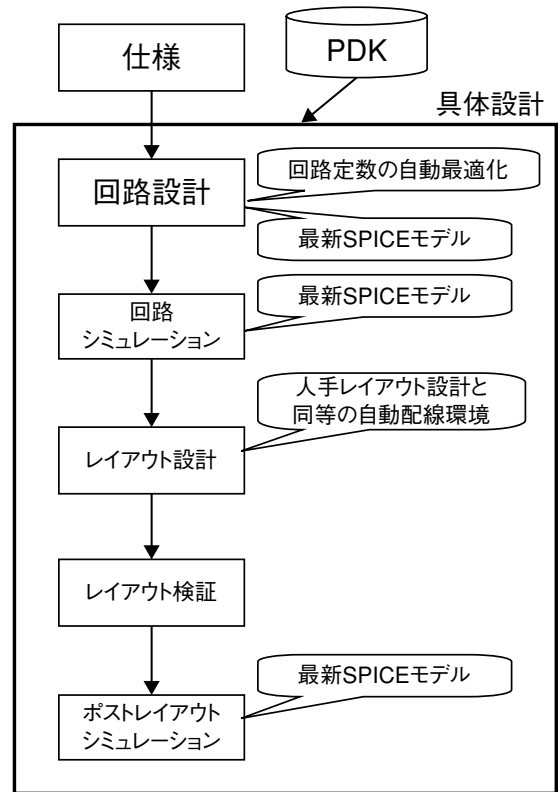 仕様
PDK
具体設計
回路設計
回路定数の自動最適化
最新SPICEモデル
回路
シミュレーション
最新SPICEモデル
人手レイアウト設計と
同等の自動配線環境
レイアウト設計
レイアウト検証
最新SPICEモデル
ポストレイアウト
シミュレーション